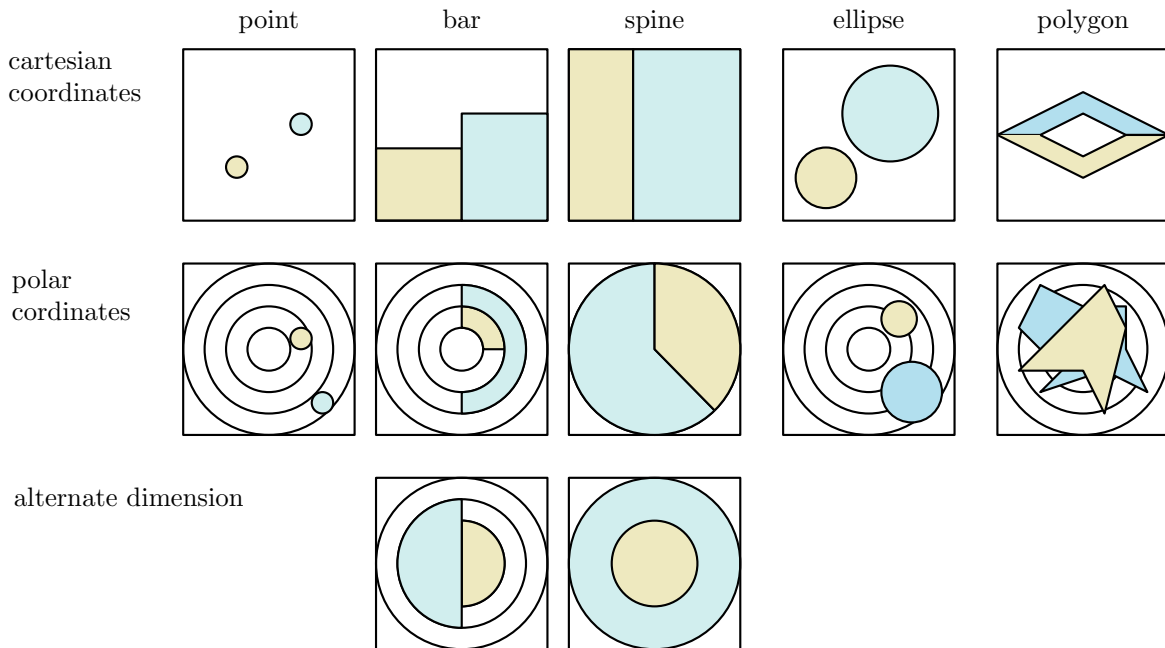 point bar spine ellipse polygon
cartesian
coordinates
polar
cordinates
alternate dimension